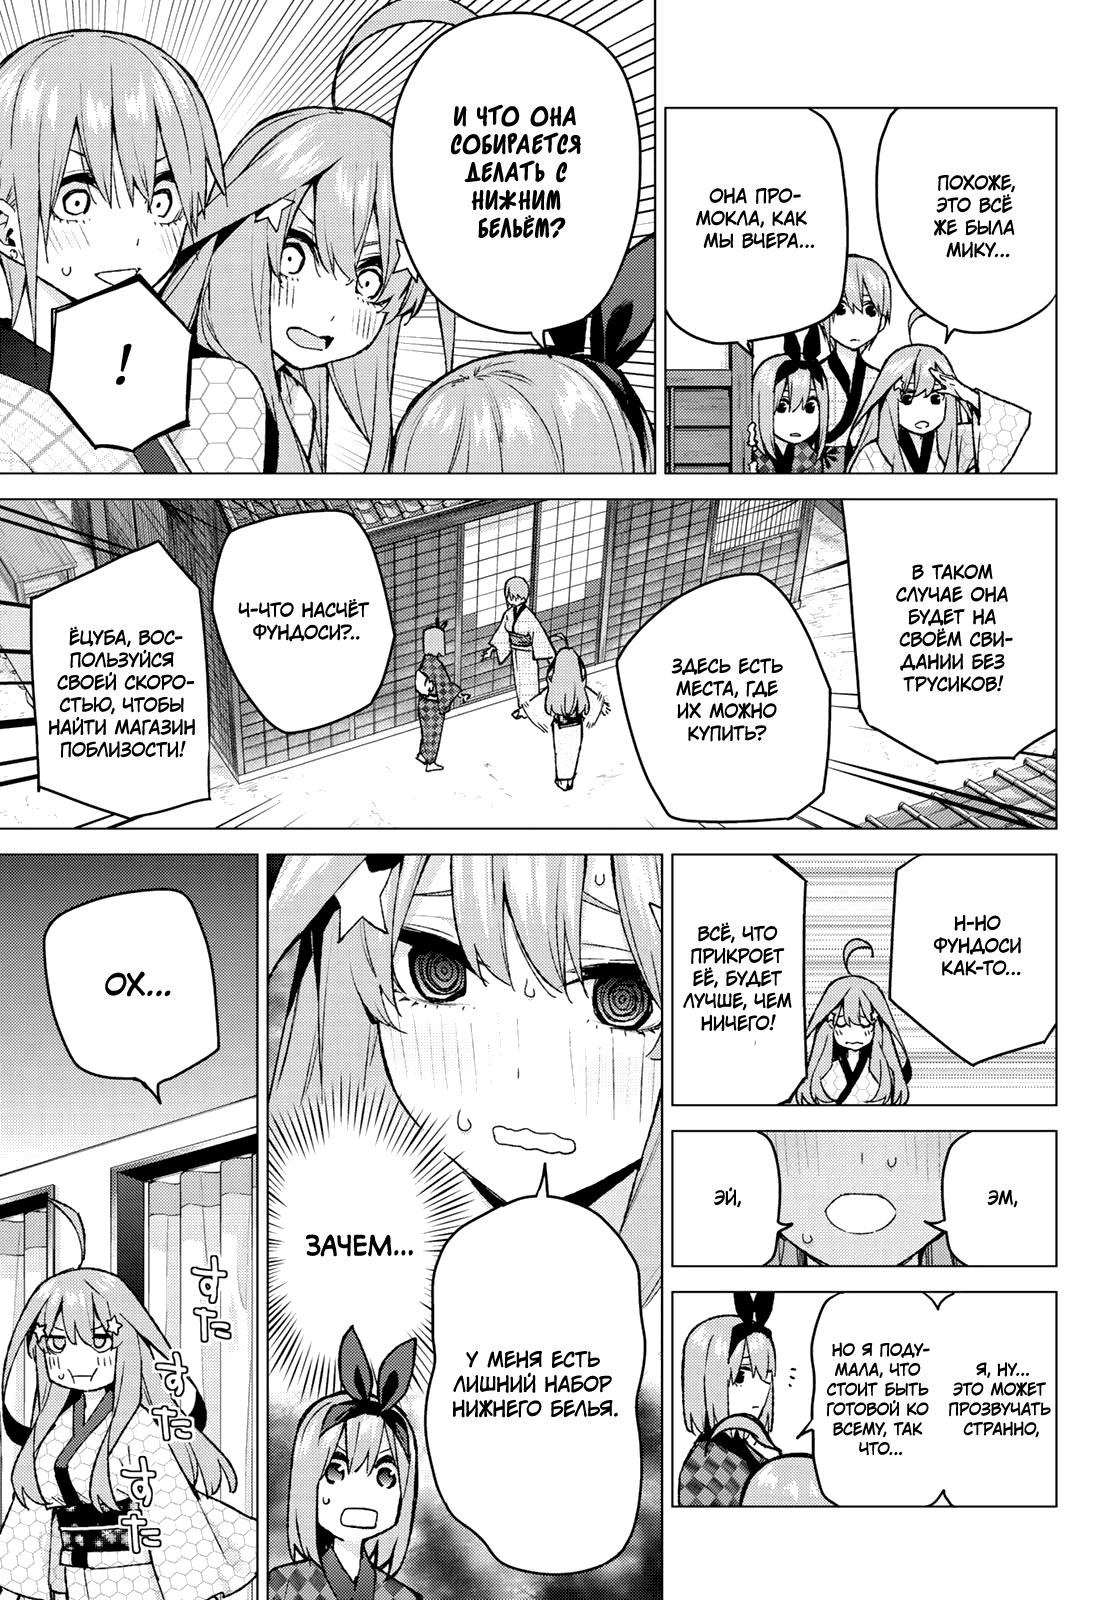 ПОХОЖЕ,
ЭТО ВСЁ
ЖЕ БЫЛА
МИКУ...
ОНА ПРО-
МОКЛА, КАК
МЫ ВЧЕРА...
И ЧТО ОНА
СОБИРАЕТСЯ
ДЕЛАТЬ С
НИЖНИМ
БЕЛЬЁМ?
!
В ТАКОМ
СЛУЧАЕ ОНА
БУДЕТ НА
СВОЁМ СВИ-
ДАНИИ БЕЗ
ТРУСИКОВ!
ЗДЕСЬ ЕСТЬ
МЕСТА, ГДЕ
ИХ МОЖНО
КУПИТЬ?
Ч-ЧТО НАСЧЁТ
ФУНДОСИ?..
ЁЦУБА, ВОС-
ПОЛЬЗУЙСЯ
СВОЕЙ СКОРО-
СТЬЮ, ЧТОБЫ
НАЙТИ МАГАЗИН
ПОБЛИЗОСТИ!
Н-НО
ФУНДОСИ
КАК-ТО...
ВСЁ, ЧТО
ПРИКРОЕТ
ЕЁ, БУДЕТ
ЛУЧШЕ, ЧЕМ
НИЧЕГО!
ЭМ,
ЭЙ,
Я, НУ...
ЭТО МОЖЕТ
ПРОЗВУЧАТЬ
СТРАННО,
НО Я ПОДУ-
МАЛА, ЧТО
СТОИТ БЫТЬ
ГОТОВОЙ КО
ВСЕМУ, ТАК
ЧТО...
У МЕНЯ ЕСТЬ
ЛИШНИЙ НАБОР
НИЖНЕГО БЕЛЬЯ.
ЗАЧЕМ...
ОХ...
すた
すた
すた